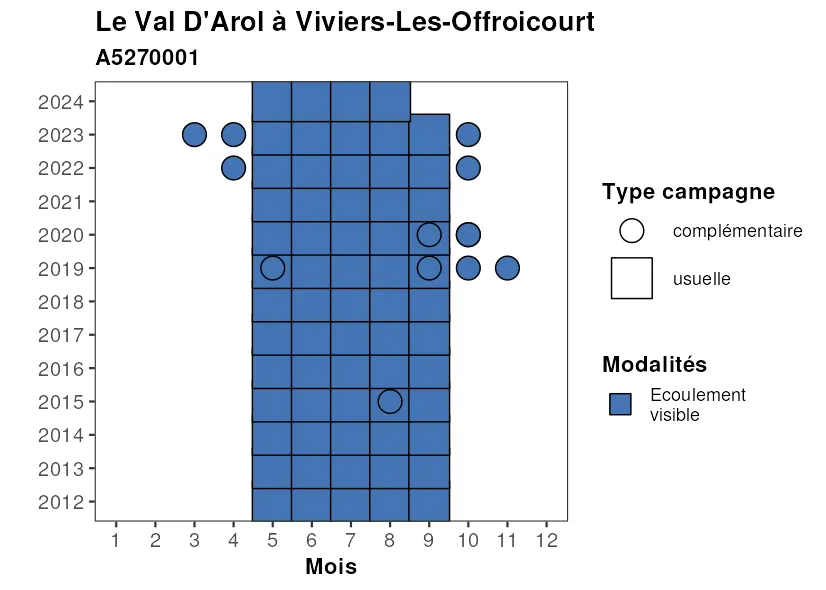 Le Val D'Arol à Viviers-Les-Offroicourt
A5270001
2024
2023
2022
2021
2020
2019
2018
2017
2016
2015
2014
2013
2012
1 2 3 4 5 6 7 8 9 10 11 12
Mois
Type campagne
complémentaire
usuelle
Modalités
Ecoulement
visible